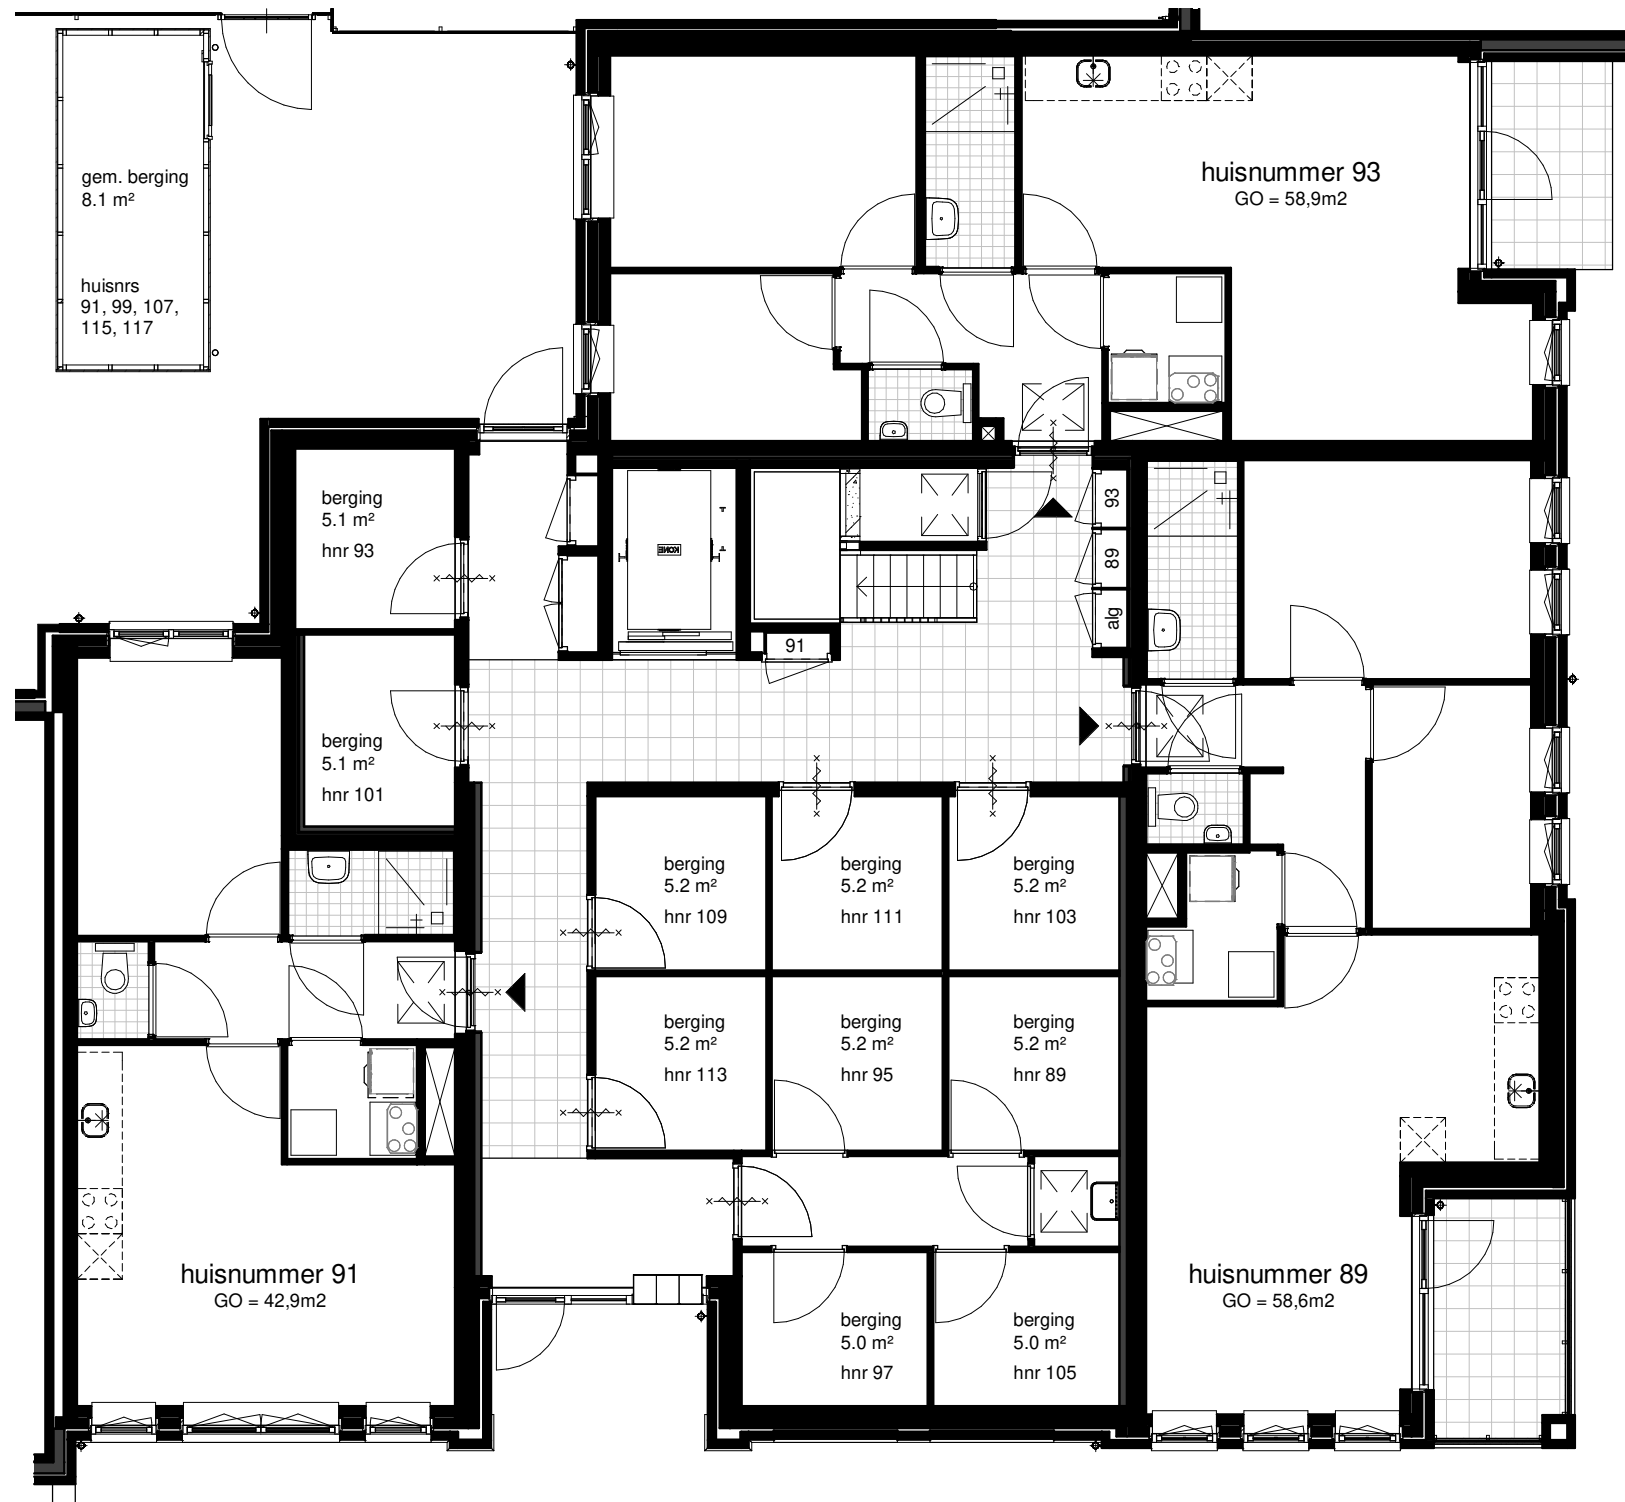 gem. berging
8.1 m²
huisnrs
91, 99, 107,
115, 117
huisnummer 93
GO = 58,9m2
berging
5.1 m²
hnr 93
KONE
93
89
alg
91
berging
5.1 m²
hnr 101
berging
5.2 m²
hnr 109
berging
5.2 m²
hnr 111
berging
5.2 m²
hnr 103
berging
5.2 m²
hnr 113
berging
5.2 m²
hnr 95
berging
5.2 m²
hnr 89
huisnummer 91
GO = 42,9m2
huisnummer 89
GO = 58,6m2
berging
5.0 m²
hnr 97
berging
5.0 m²
hnr 105